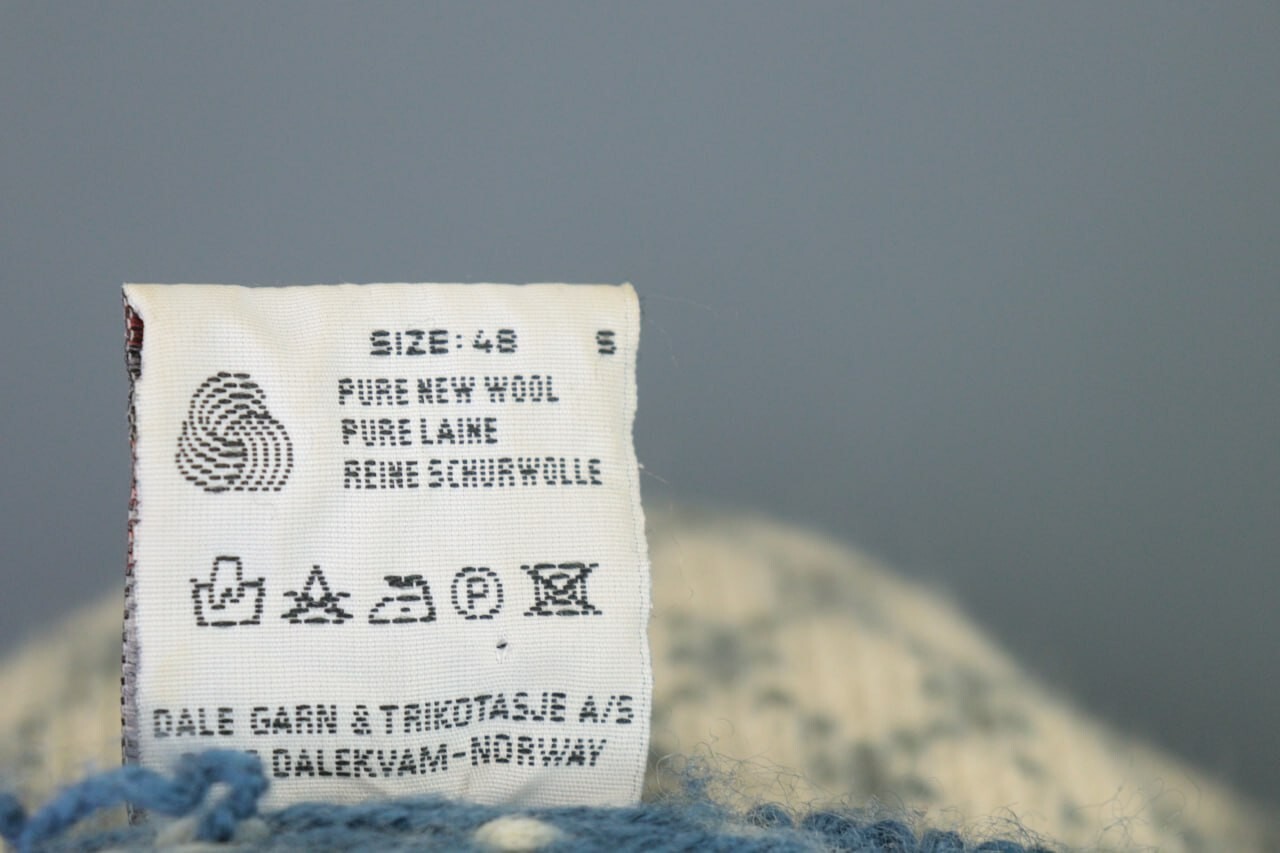 SIZE: 48 S
PURE NEW WOOL
PURE LAINE
REINE SCHURWOLLE
P
DALE GARN & TRIKOTASJE A/S
DALEKVAM-NORWAY